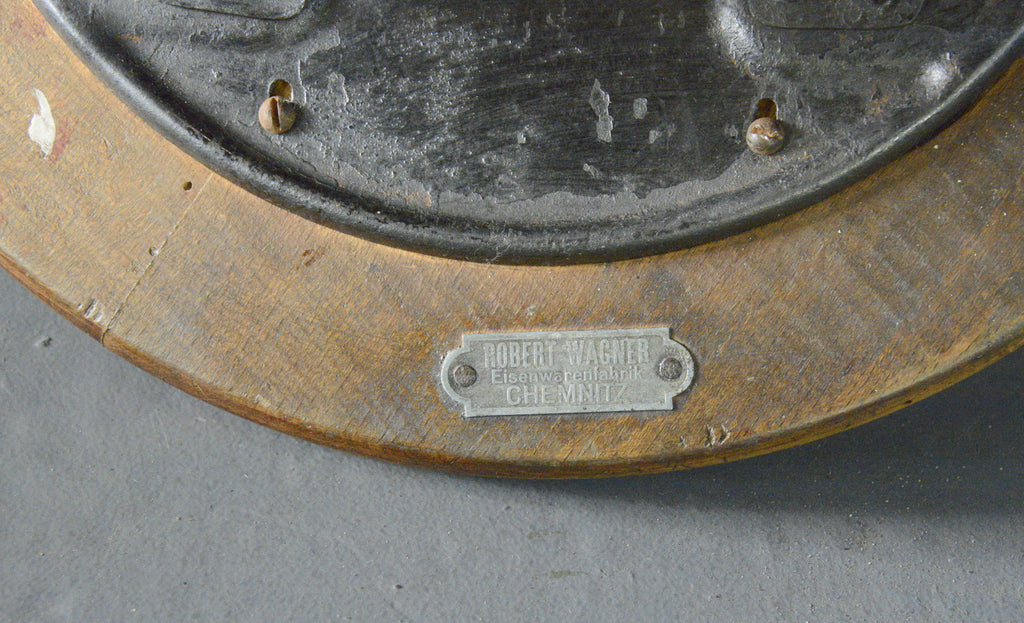 ROBERT WAGNER
Eisenwarenfabrik
CHEMNITZ